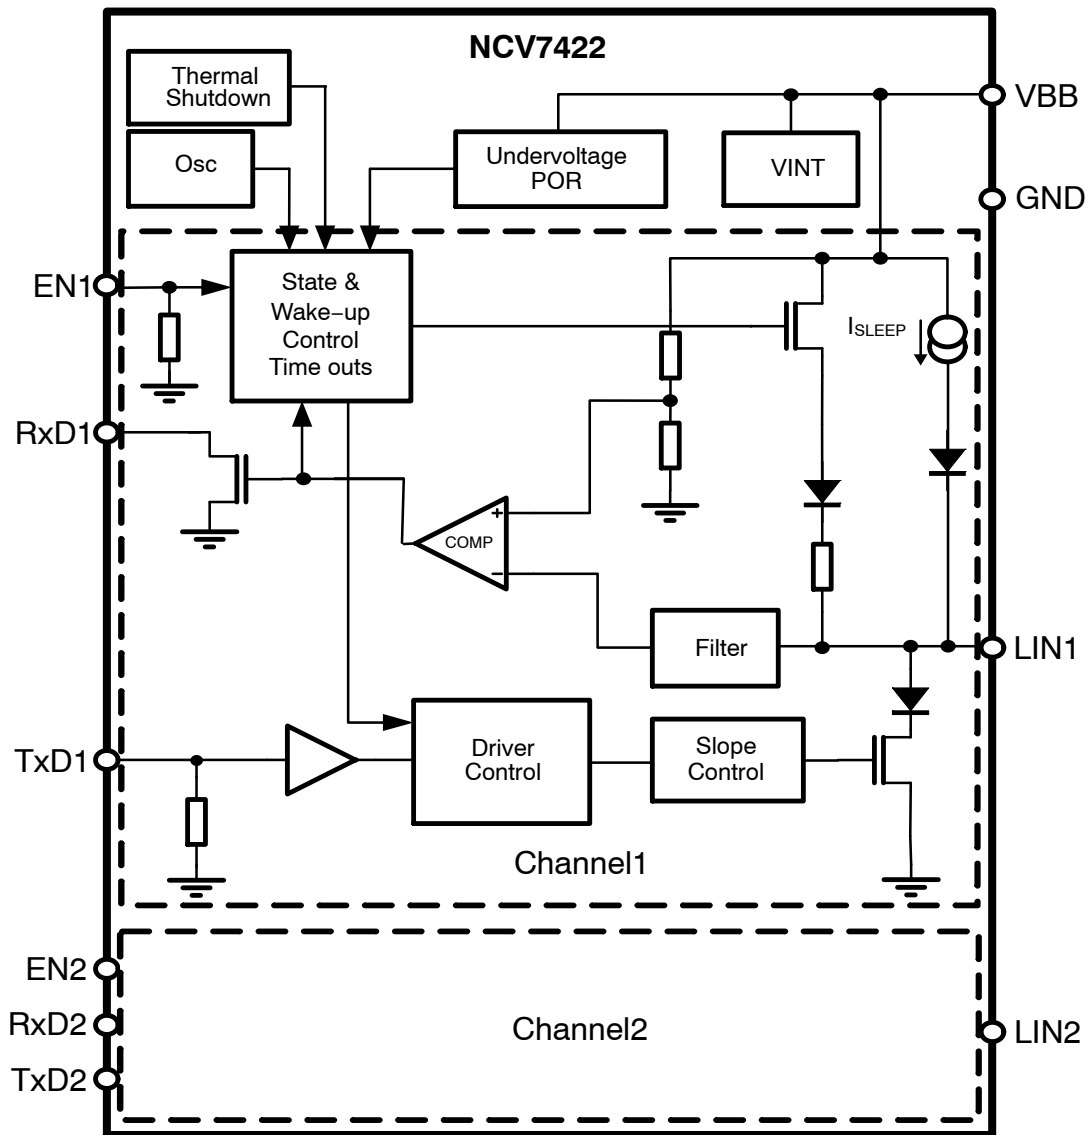 NCV7422
Thermal
Shutdown
VBB
Osc
Undervoltage
POR
VINT
GND
EN1
State &
Wake−up
Control
Time outs
ISLEEP
RxD1
+
COMP
−
Filter
LIN1
TxD1
Driver
Control
Slope
Control
Channel1
EN2
RxD2
Channel2
LIN2
TxD2